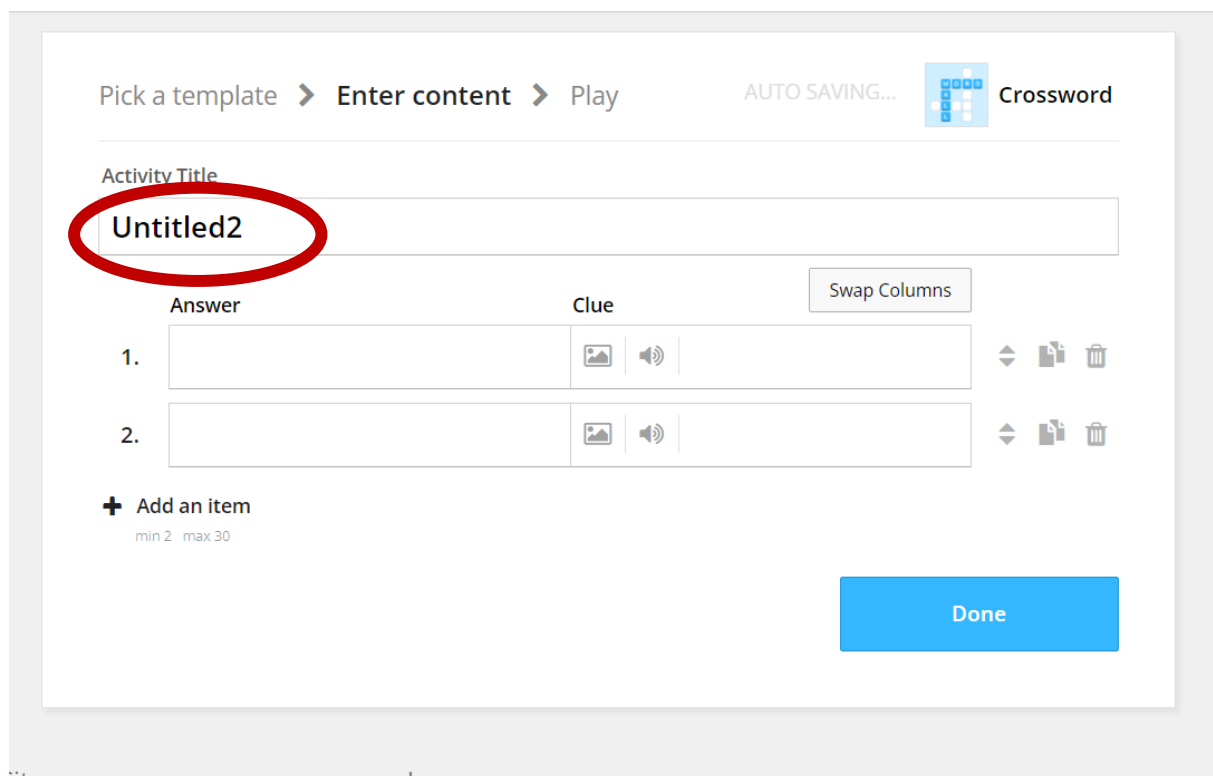 Pick a template Enter content Play AUTO SAVING... Crossword
Activity Title
Untitled2
Swap Columns
Answer Clue
1.
2.
Add an item
min 2 max 30
Done